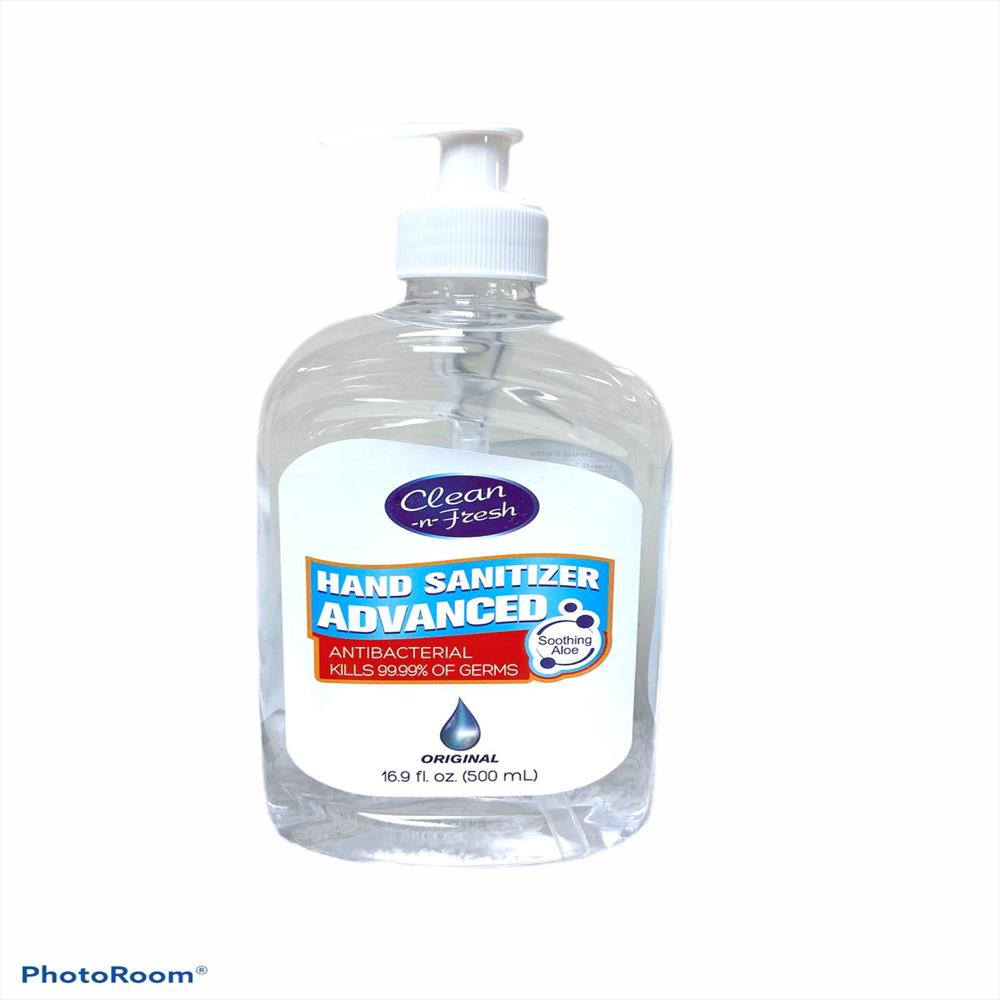 Clean
-n- Fresh
HAND SANITIZER
ADVANCED
Soothing
Aloe
ANTIBACTERIAL
KILLS 99.99% OF GERMS
ORIGINAL
16.9 fl. oz. (500 mL)
PhotoRoom®